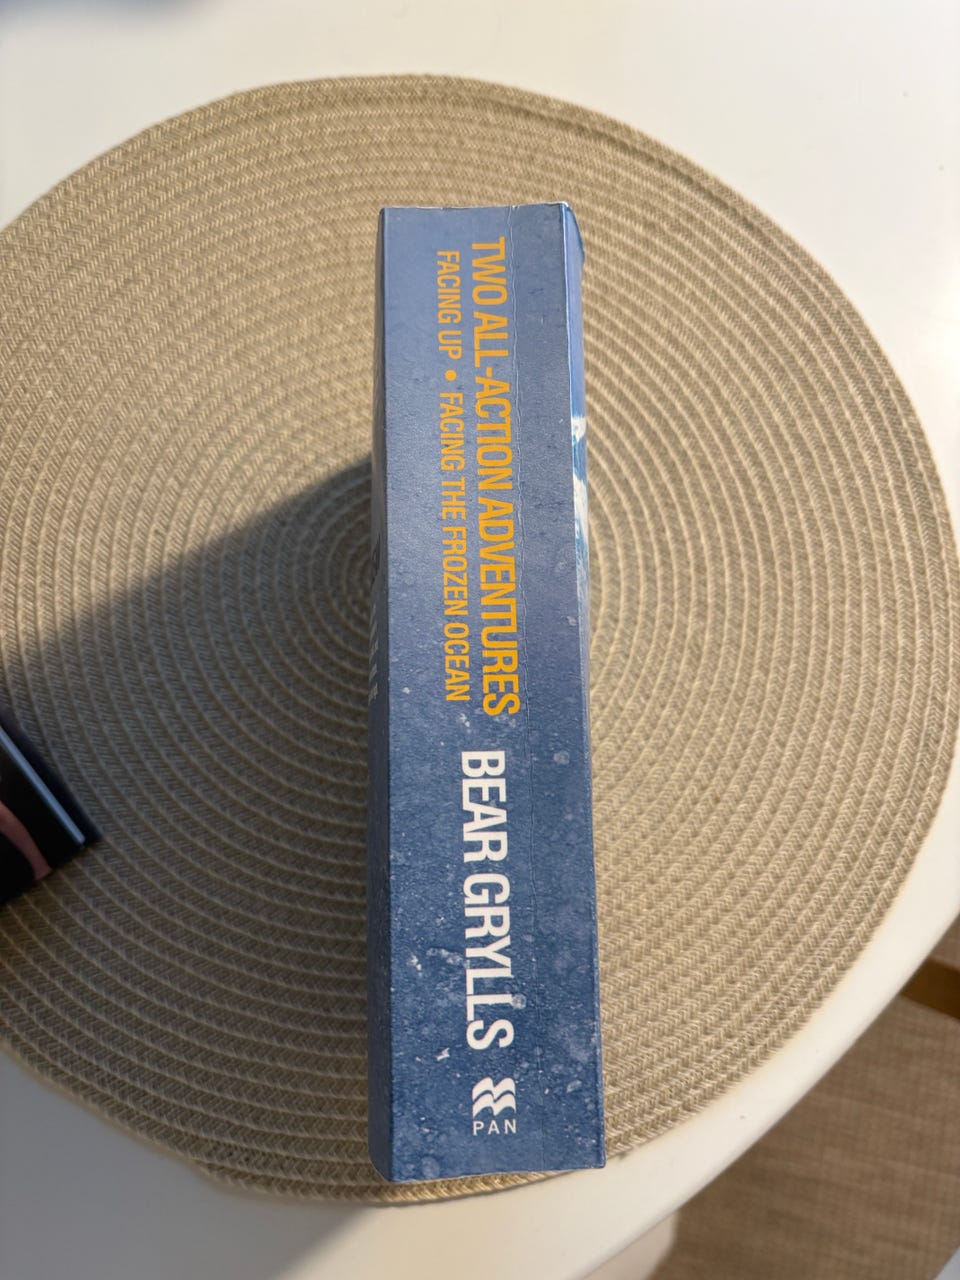 TWO ALL-ACTION ADVENTURES
FACING UP • FACING THE FROZEN OCEAN
BEAR GRYLLS
PAN